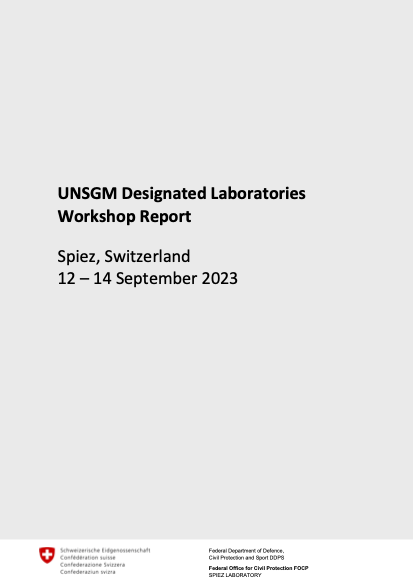 UNSGM Designated Laboratories
Workshop Report
Spiez, Switzerland
12 – 14 September 2023
Schweizerische Eidgenossenschaft
Confédération suisse
Confederazione Svizzera
Confederaziun svizra
Federal Department of Defence,
Civil Protection and Sport DDPS
Federal Office for Civil Protection FOCP
SPIEZ LABORATORY